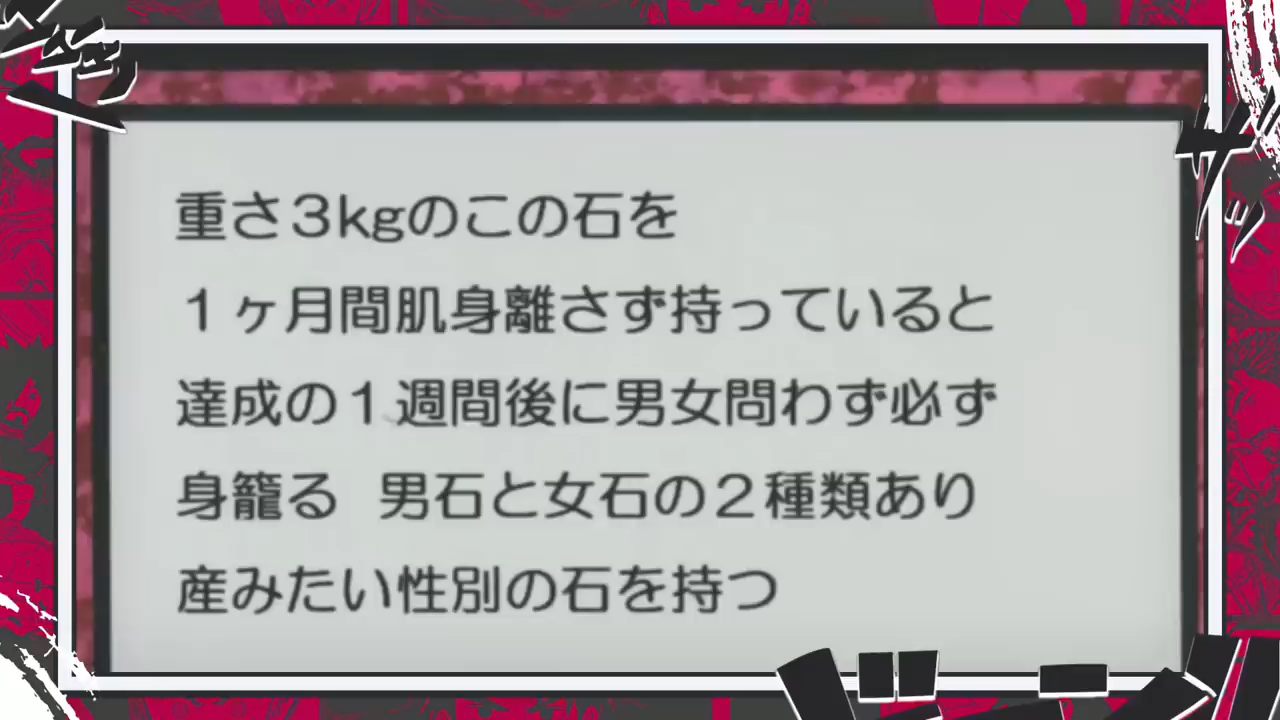 重さ3kgのこの石を
1ヶ月間肌身離さず持っていると
達成の1週間後に男女問わず必ず
身籠る 男石と女石の2種類あり
産みたい性別の石を持つ